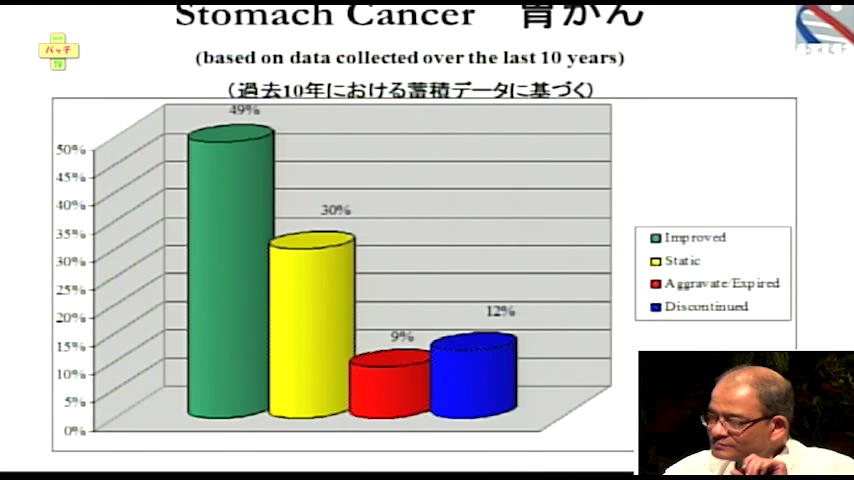 Stomach Cancer 胃がん
(based on data collected over the last 10 years)
(過去10年における蓄積データに基づく)
バッチ
TV
49%
30%
9%
12%
50%
45%
40%
35%
30%
25%
20%
15%
10%
5%
0%
Improved
Static
Aggravate/Expired
Discontinued